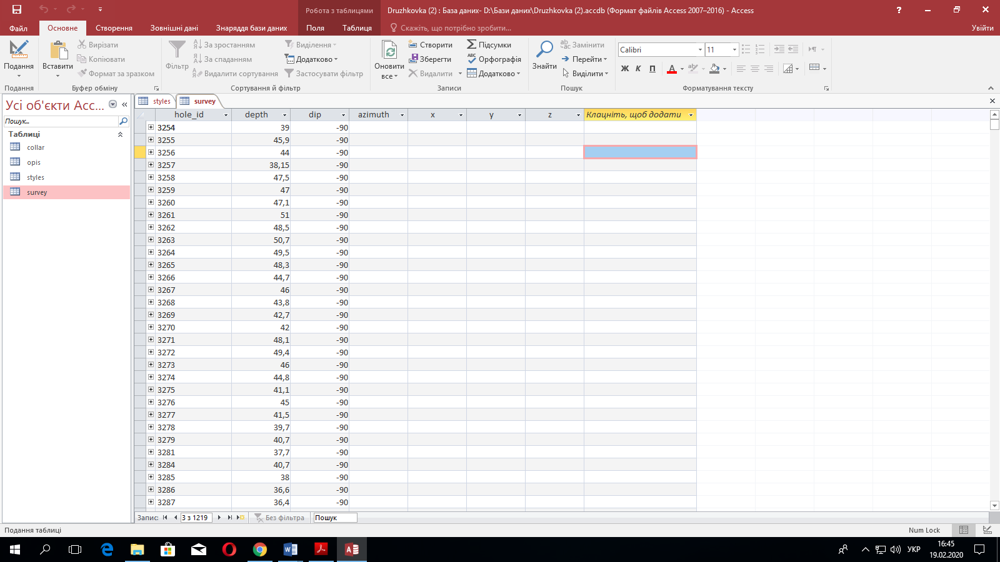 Робота з таблицями
Druzhkovka (2) : База даних- D:\Бази даних\Druzhkovka (2).accdb (Формат файлів Access 2007–2016) - Access
Файл Основне Створення Зовнішні дані Знаряддя бази даних Поля Таблиця Скажіть, що потрібно зробити... Увійти
Подання
Подання
Вставити
Вирізати
Копіювати
Формат за зразком
Буфер обміну
Фільтр
За зростанням
За спаданням
Видалити сортування
Виділення
Додатково
Застосувати фільтр
Сортування й фільтр
Оновити
все
Створити
Зберегти
Видалити
Підсумки
Орфографія
Додатково
Записи
Знайти
Замінити
Перейти
Виділити
Пошук
Calibri 11
Ж К П
Форматування тексту
Усі об'єкти Acc...
Пошук...
Таблиці
collar
opis
styles
survey
styles survey
hole_id depth dip azimuth x y z Клацніть, щоб додати
3254 39 -90
3255 45,9 -90
3256 44 -90
3257 38,15 -90
3258 47,5 -90
3259 47 -90
3260 47,1 -90
3261 51 -90
3262 48,5 -90
3263 50,7 -90
3264 49,5 -90
3265 48,3 -90
3266 44,7 -90
3267 46 -90
3268 43,8 -90
3269 42,7 -90
3270 42 -90
3271 48,1 -90
3272 49,4 -90
3273 46 -90
3274 44,8 -90
3275 41,1 -90
3276 45 -90
3277 41,5 -90
3278 39,7 -90
3279 40,7 -90
3281 37,7 -90
3284 40,7 -90
3285 38 -90
3286 36,6 -90
3287 36,4 -90
Запис: 3 з 1219 Без фільтра Пошук
Подання таблиці Num Lock
УКР
16:45
19.02.2020